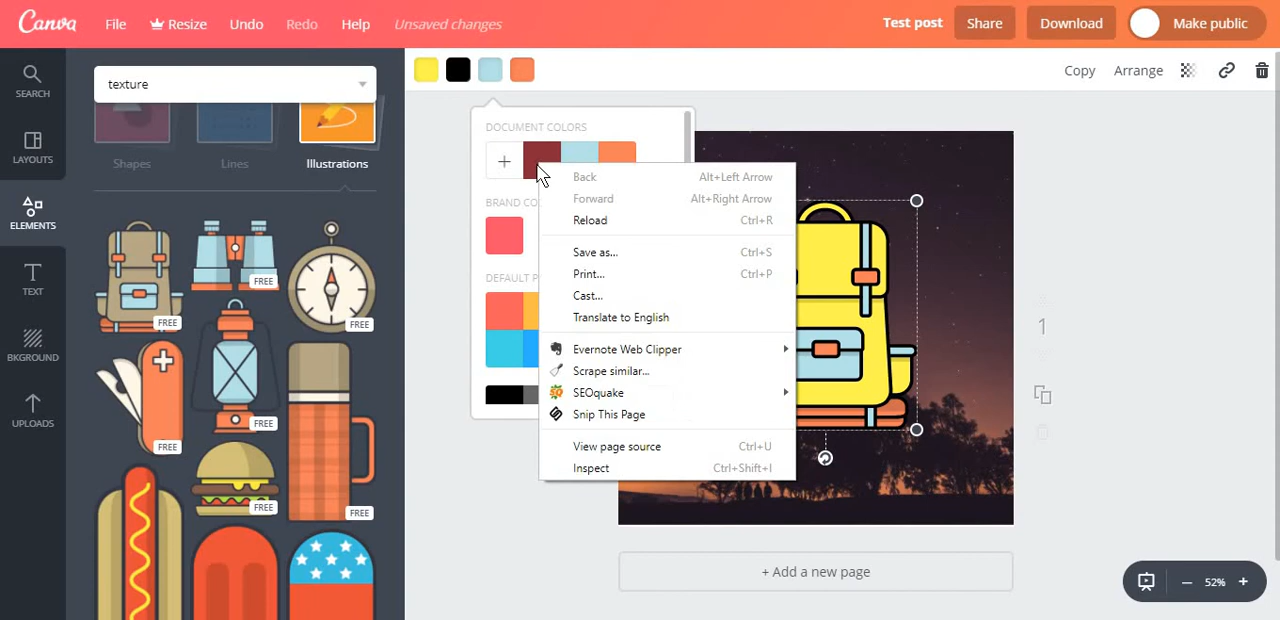 Canva File Resize Undo Redo Help Unsaved changes Test post Share Download Make public
texture
Copy Arrange
SEARCH
LAYOUTS
ELEMENTS
TEXT
BKGROUND
UPLOADS
Shapes Lines Illustrations
FREE
FREE
FREE
FREE
FREE
FREE
FREE
DOCUMENT COLORS
+
BRAND CO
DEFAULT P
Back Alt+Left Arrow
Forward Alt+Right Arrow
Reload Ctrl+R
Save as... Ctrl+S
Print... Ctrl+P
Cast...
Translate to English
Evernote Web Clipper
Scrape similar...
SEOquake
Snip This Page
View page source Ctrl+U
Inspect Ctrl+Shift+I
1
+ Add a new page
52%